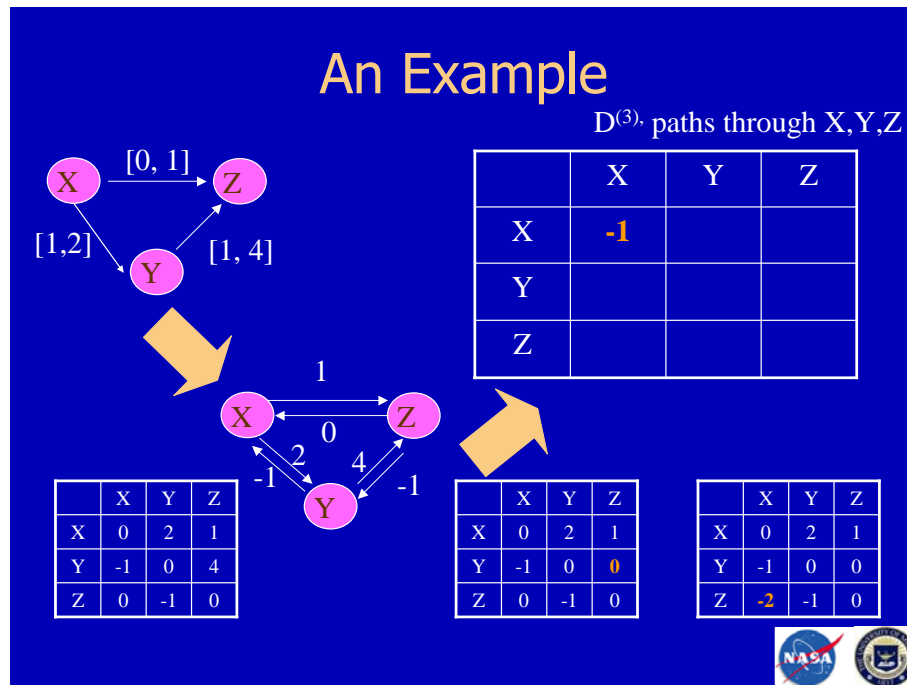 An Example
D(3), paths through X,Y,Z
X [0, 1] Z
[1,2] Y [1, 4]
X Y Z
X -1
Y
Z
1
X Z
0
2 4
-1 -1
Y
X Y Z
X 0 2 1
Y -1 0 4
Z 0 -1 0
X Y Z
X 0 2 1
Y -1 0 0
Z 0 -1 0
X Y Z
X 0 2 1
Y -1 0 0
Z -2 -1 0
NASA